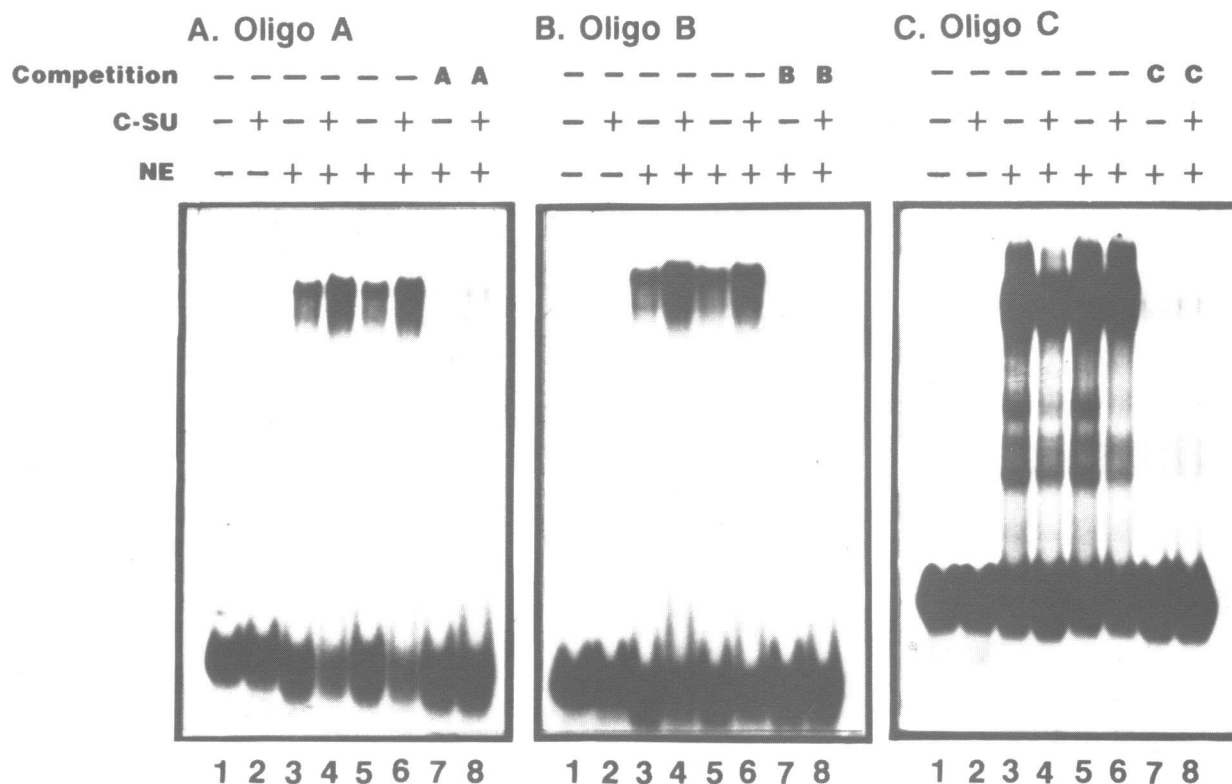 A. Oligo A B. Oligo B C. Oligo C
Competition – – – – – – A A – – – – – – B B – – – – – – C C
C-SU – + – + – + – + – + – + – + – + – + – + – + – +
NE – – + + + + + + – – + + + + + + – – + + + + + +
1 2 3 4 5 6 7 8 1 2 3 4 5 6 7 8 1 2 3 4 5 6 7 8